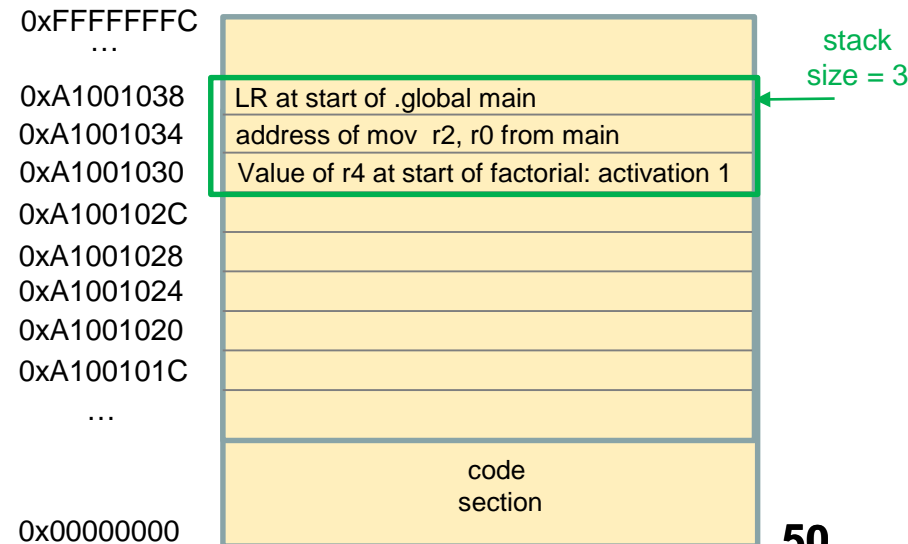 0xFFFFFFFC
…
stack
size = 3
0xA1001038 LR at start of .global main
0xA1001034 address of mov r2, r0 from main
0xA1001030 Value of r4 at start of factorial: activation 1
0xA100102C
0xA1001028
0xA1001024
0xA1001020
0xA100101C
…
code
section
0x00000000
50